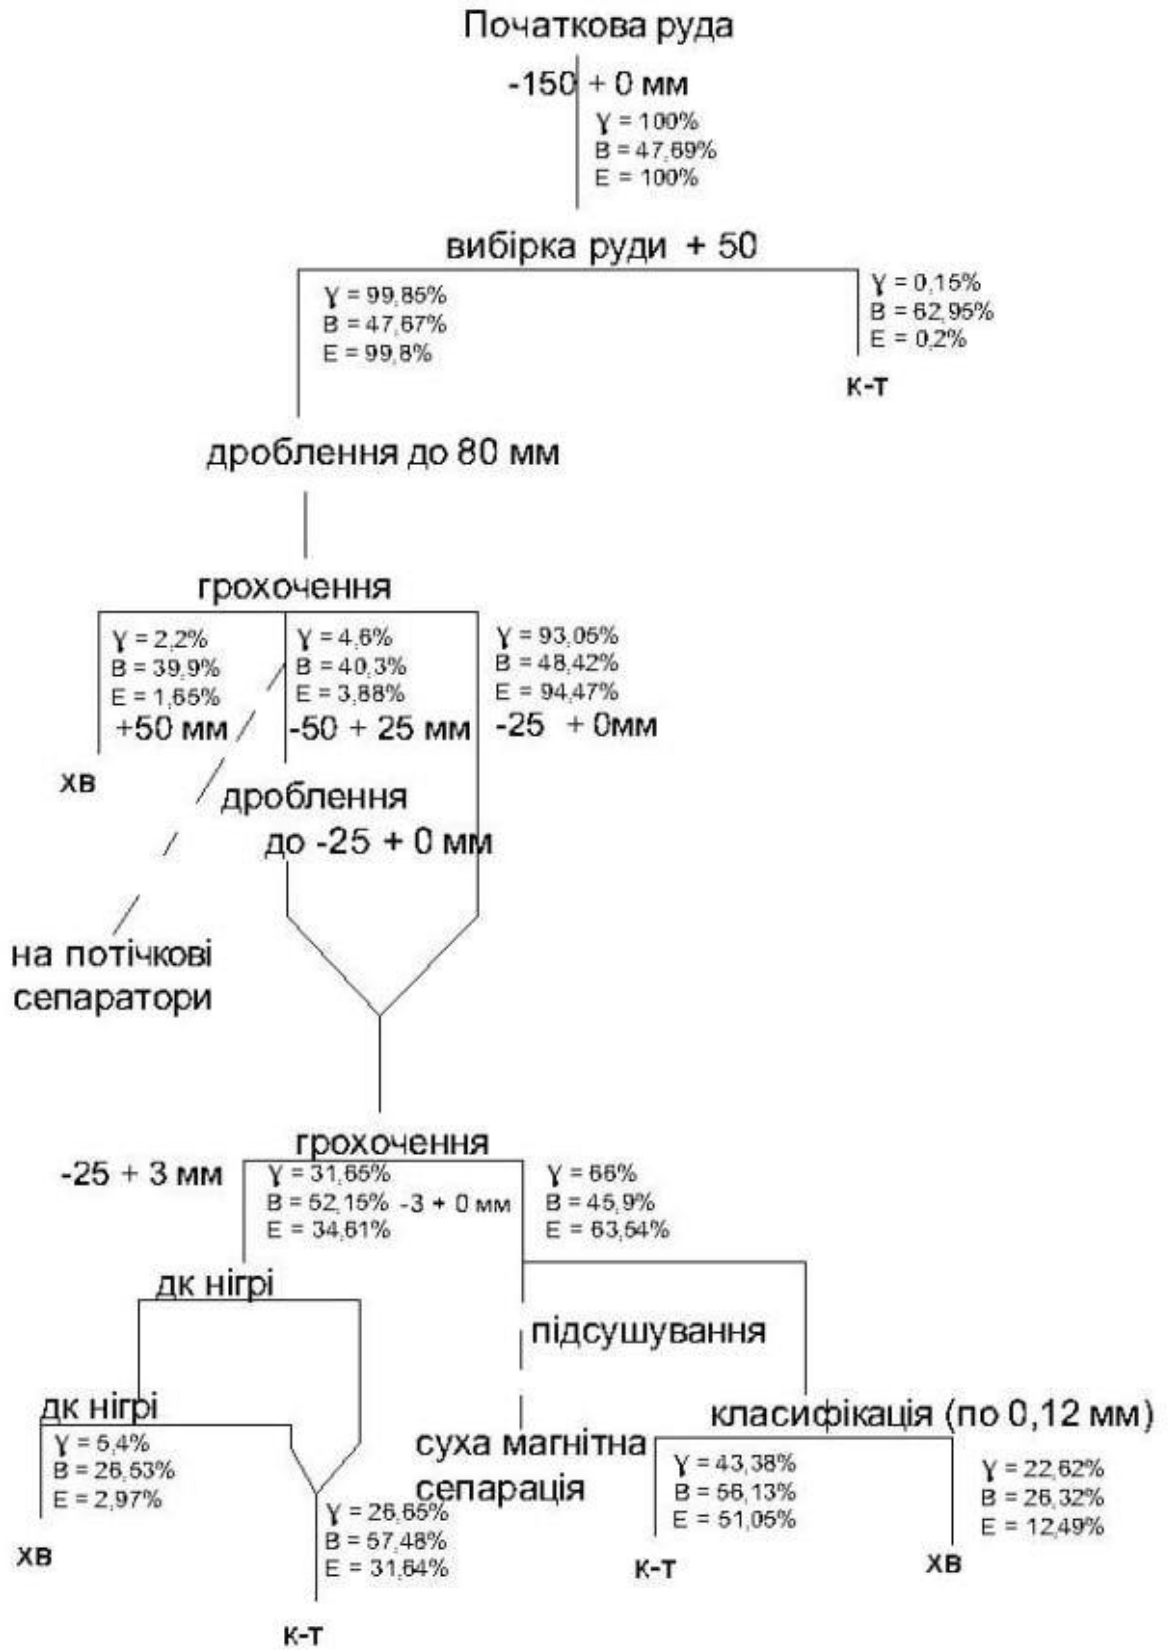 Початкова руда
-150 + 0 мм
γ = 100%
В = 47,69%
Е = 100%
вибірка руди + 50
γ = 99,85%
В = 47,67%
Е = 99,8%
γ = 0,15%
В = 62,95%
Е = 0,2%
к-т
дроблення до 80 мм
грохочення
γ = 2,2%
В = 39,9%
Е = 1,65%
+50 мм
хв
γ = 4,6%
В = 40,3%
Е = 3,88%
-50 + 25 мм
γ = 93,05%
В = 48,42%
Е = 94,47%
-25 + 0мм
дроблення
до -25 + 0 мм
на потічкові
сепаратори
грохочення
-25 + 3 мм
γ = 31,65%
В = 52,15%
Е = 34,61%
-3 + 0 мм
γ = 66%
В = 45,9%
Е = 63,54%
дк нігрі
дк нігрі
γ = 5,4%
В = 26,53%
Е = 2,97%
хв
γ = 26,65%
В = 57,48%
Е = 31,64%
к-т
підсушування
суха магнітна
сепарація
класифікація (по 0,12 мм)
γ = 43,38%
В = 56,13%
Е = 51,05%
к-т
γ = 22,62%
В = 26,32%
Е = 12,49%
хв